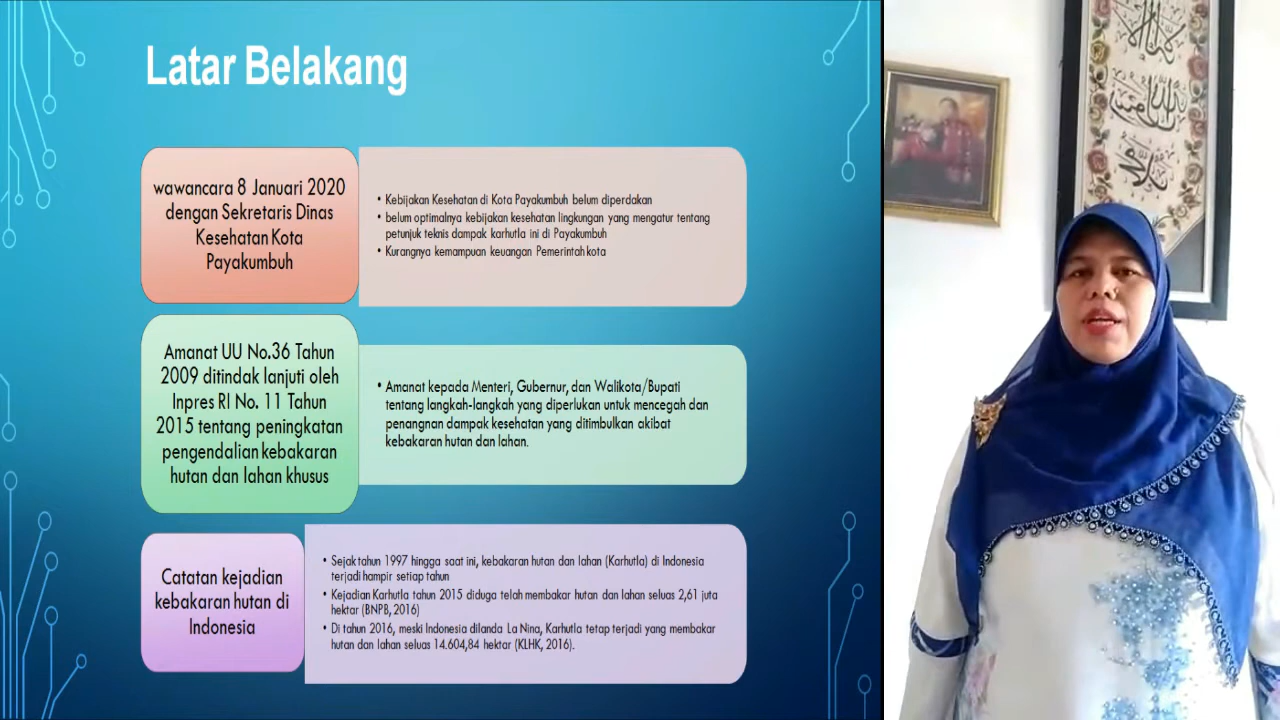 Latar Belakang
wawancara 8 Januari 2020
dengan Sekretaris Dinas
Kesehatan Kota
Payakumbuh
• Kebijakan Kesehatan di Kota Payakumbuh belum diperdakan
• belum optimalnya kebijakan kesehatan lingkungan yang mengatur tentang
petunjuk teknis dampak karhutla ini di Payakumbuh
• Kurangnya kemampuan keuangan Pemerintah kota
Amanat UU No.36 Tahun
2009 ditindak lanjuti oleh
Inpres RI No. 11 Tahun
2015 tentang peningkatan
pengendalian kebakaran
hutan dan lahan khusus
• Amanat kepada Menteri, Gubernur, dan Walikota/Bupati
tentang langkah-langkah yang diperlukan untuk mencegah dan
penangnan dampak kesehatan yang ditimbulkan akibat
kebakaran hutan dan lahan.
Catatan kejadian
kebakaran hutan di
Indonesia
• Sejak tahun 1997 hingga saat ini, kebakaran hutan dan lahan (Karhutla) di Indonesia
terjadi hampir setiap tahun
• Kejadian Karhutla tahun 2015 diduga telah membakar hutan dan lahan seluas 2,61 juta
hektar (BNPB, 2016)
• Di tahun 2016, meski Indonesia dilanda La Nina, Karhutla tetap terjadi yang membakar
hutan dan lahan seluas 14.604,84 hektar (KLHK, 2016).